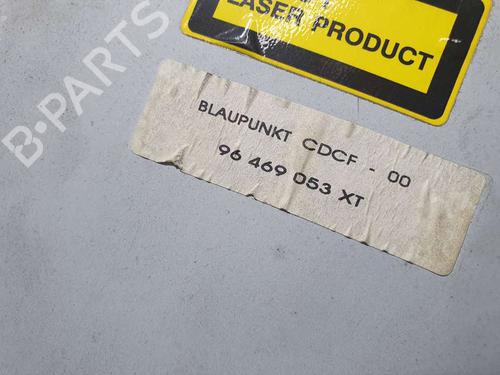 LASER PRODUCT
BLAUPUNKT CDCF - 00
96 469 053 XT
B-PARTS